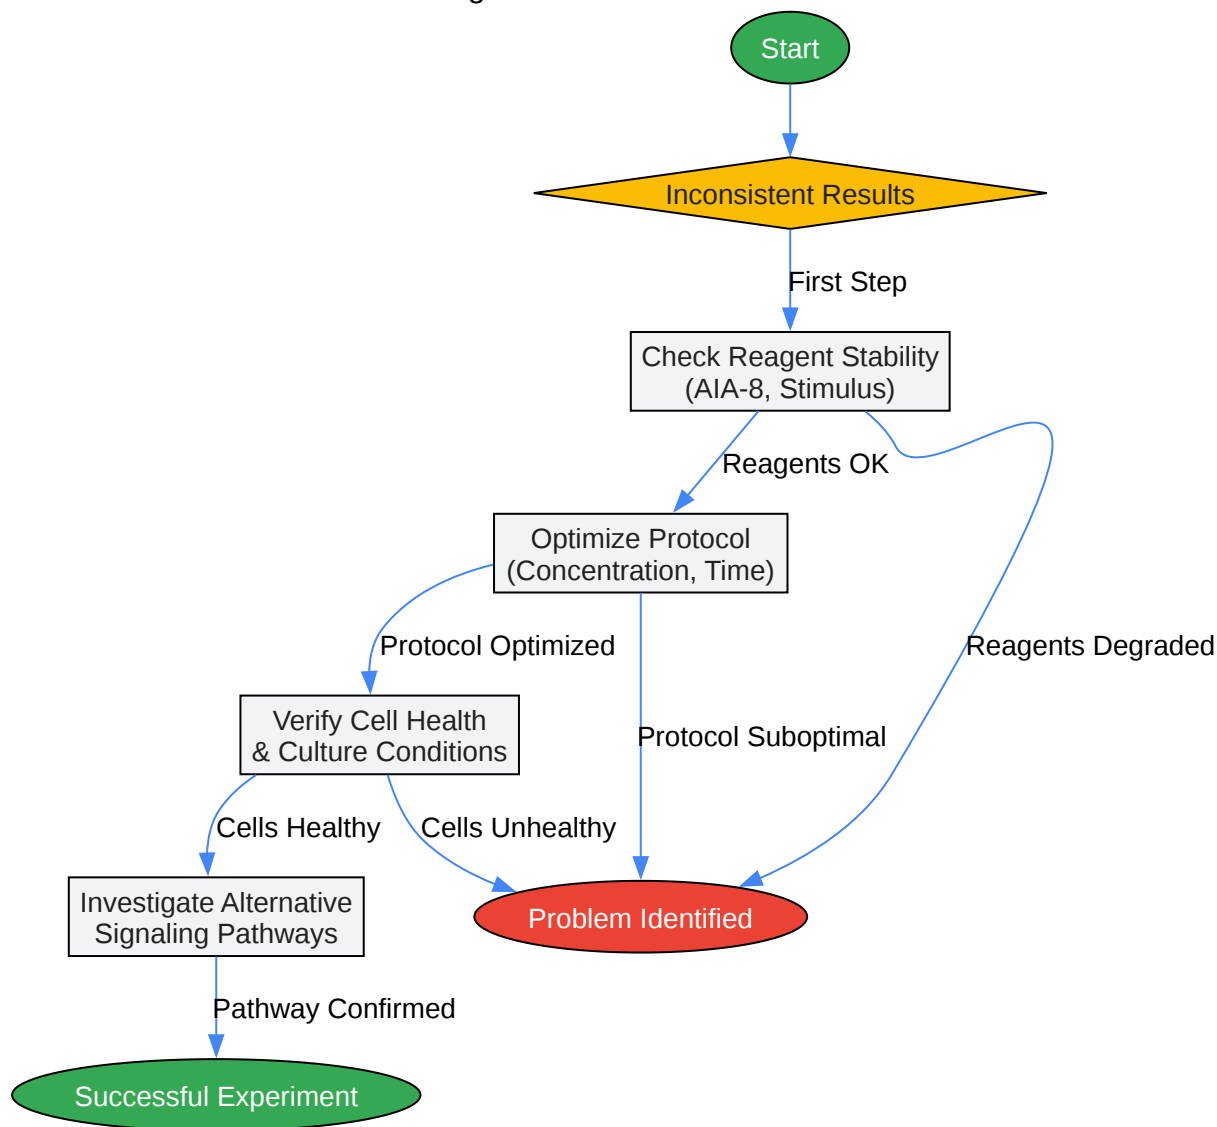 Start
Inconsistent Results
First Step
Check Reagent Stability
(AIA-8, Stimulus)
Reagents OK
Optimize Protocol
(Concentration, Time)
Protocol Optimized
Reagents Degraded
Verify Cell Health
& Culture Conditions
Protocol Suboptimal
Cells Healthy
Cells Unhealthy
Investigate Alternative
Signaling Pathways
Problem Identified
Pathway Confirmed
Successful Experiment